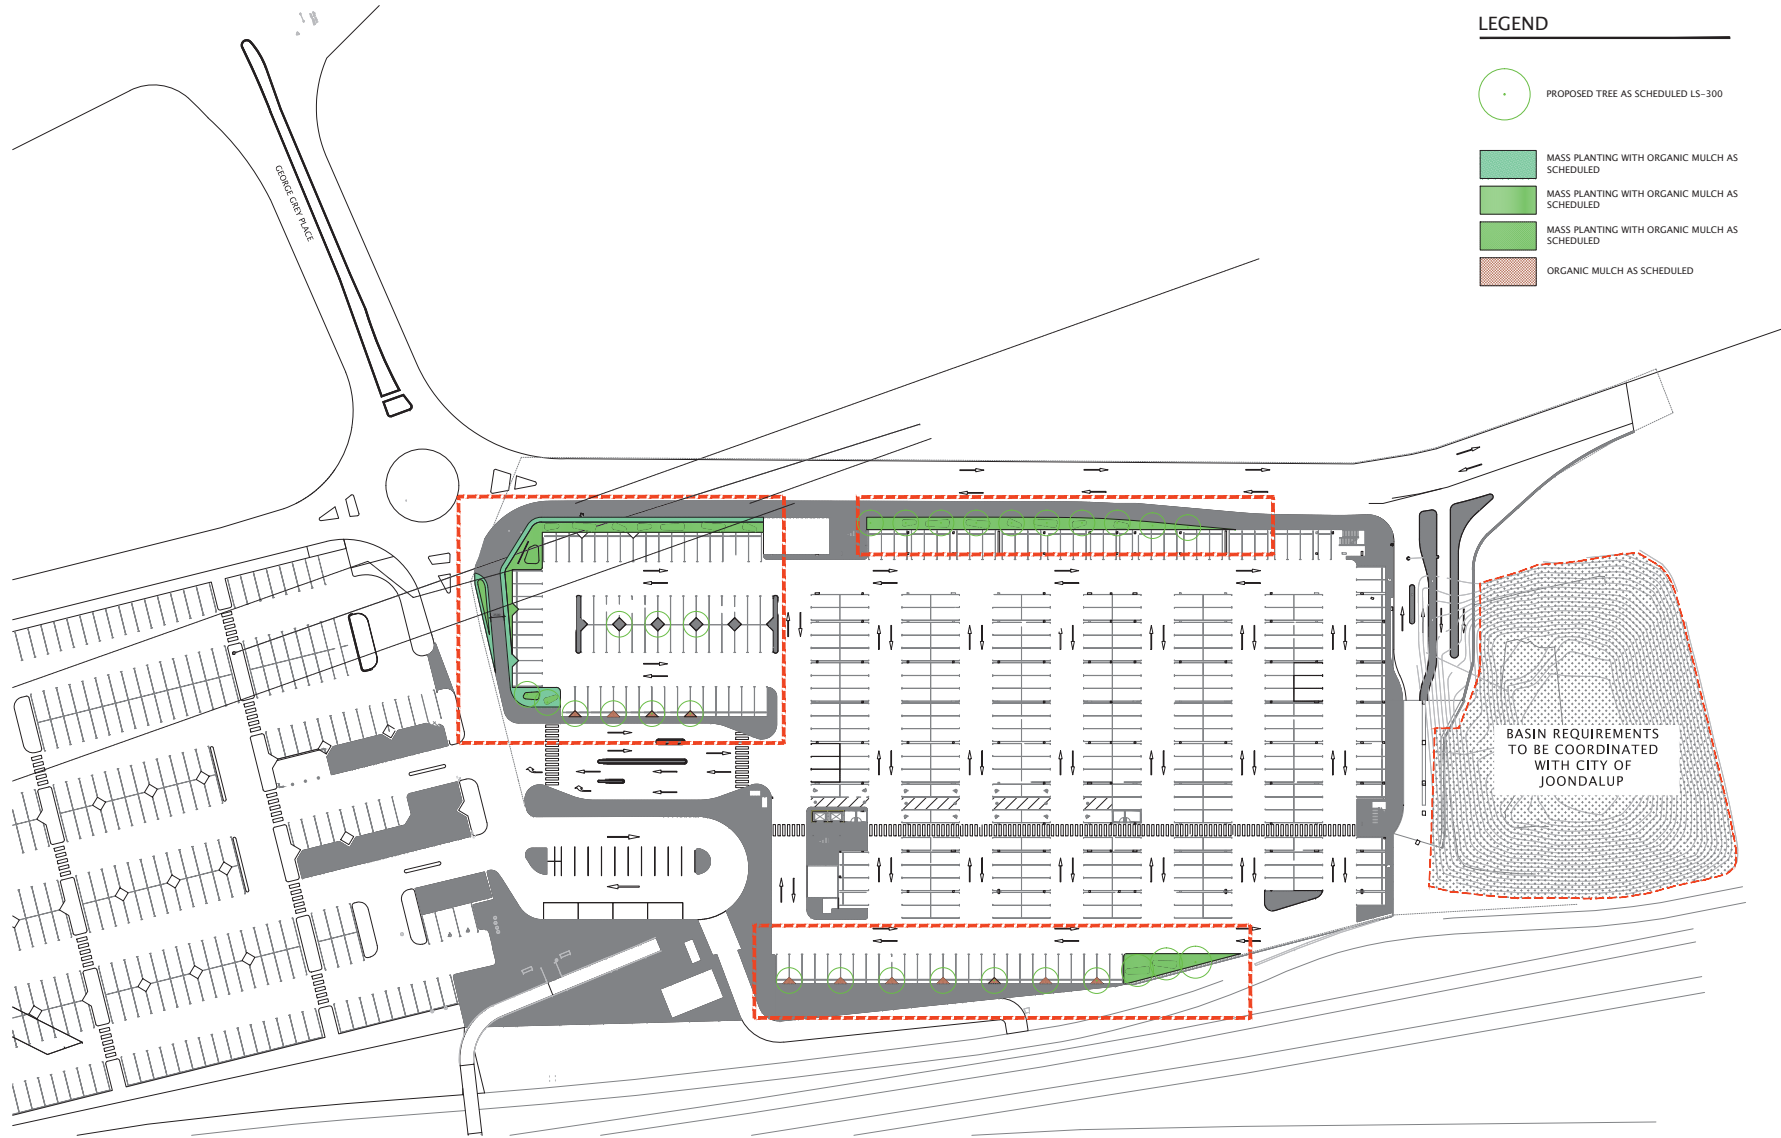 LEGEND
PROPOSED TREE AS SCHEDULED LS-300
MASS PLANTING WITH ORGANIC MULCH AS
SCHEDULED
MASS PLANTING WITH ORGANIC MULCH AS
SCHEDULED
MASS PLANTING WITH ORGANIC MULCH AS
SCHEDULED
ORGANIC MULCH AS SCHEDULED
GEORGE GREY PLACE
BASIN REQUIREMENTS
TO BE COORDINATED
WITH CITY OF
JOONDALUP